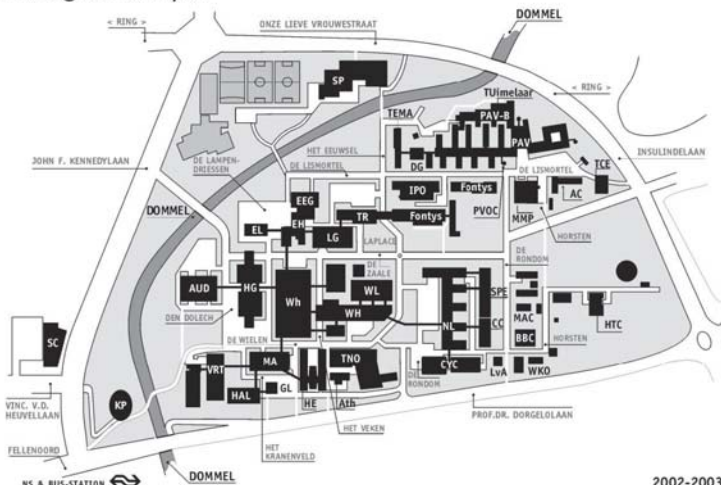 DOMMEL
< RING >
ONZE LIEVE VROUWESTRAAT
< RING >
SP
TUimelaar
TEMA
PAV-B
PAV
HET EEUWSEL
INSULINDELAAN
JOHN F. KENNEDYLAAN
DE LAMPEN-
DRIESSEN
DE LISMORTEL
DG
DE LISMORTEL
TCE
IPO
Fontys
AC
EEG
PVOC
MMP
DOMMEL
TR
Fontys
HORSTEN
EL
EH
LG
LAPLACE
DE
RONDOM
DE
ZAALE
AUD
HG
Wh
WL
SPE
MAC
WH
HTC
DEN DOLECH
NL
CC
SC
DE WIELEN
BBC
HORSTEN
MA
TNO
CYC
VRT
DE
RONDOM
LvA
WKO
KP
HAL
GL
HE
Ath
VINC. V.D.
HEUVELLAAN
PROF.DR. DORGELOLAAN
HET VEKEN
FELLENOORD
HET
KRANENVELD
NS & BUS-STATION
DOMMEL
2002-2003